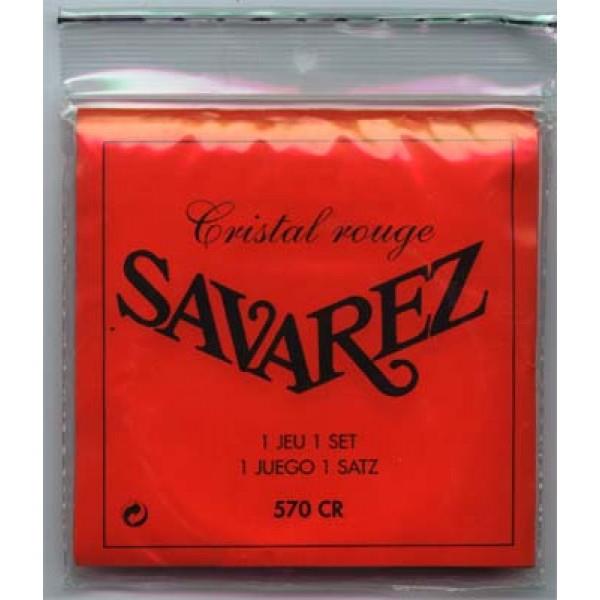 Cristal rouge
SAVAREZ
1 JEU 1 SET
1 JUEGO 1 SATZ
570 CR